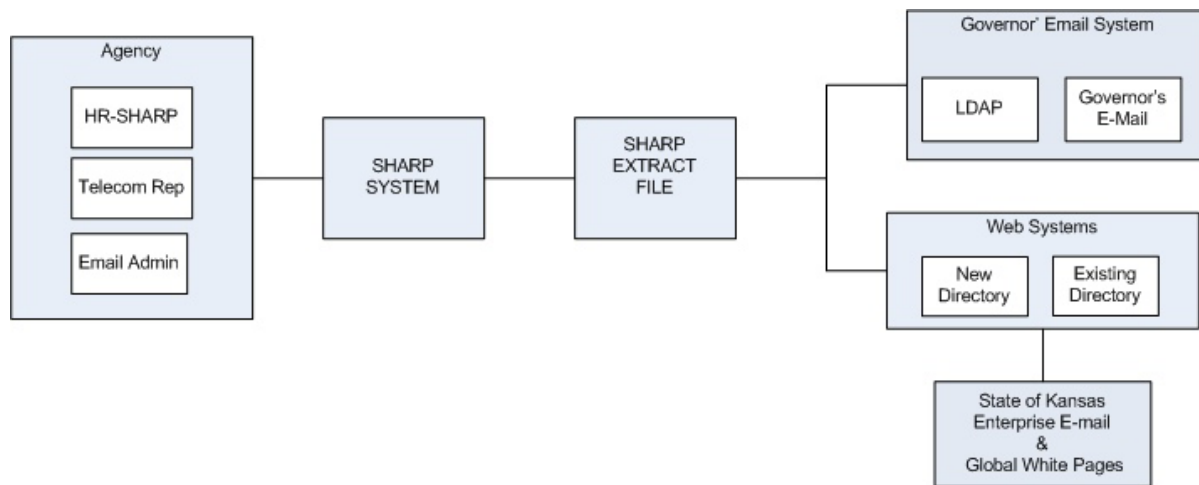 Agency
HR-SHARP
Telecom Rep
Email Admin
SHARP
SYSTEM
SHARP
EXTRACT
FILE
Governor' Email System
LDAP
Governor's
E-Mail
Web Systems
New
Directory
Existing
Directory
State of Kansas
Enterprise E-mail
&
Global White Pages